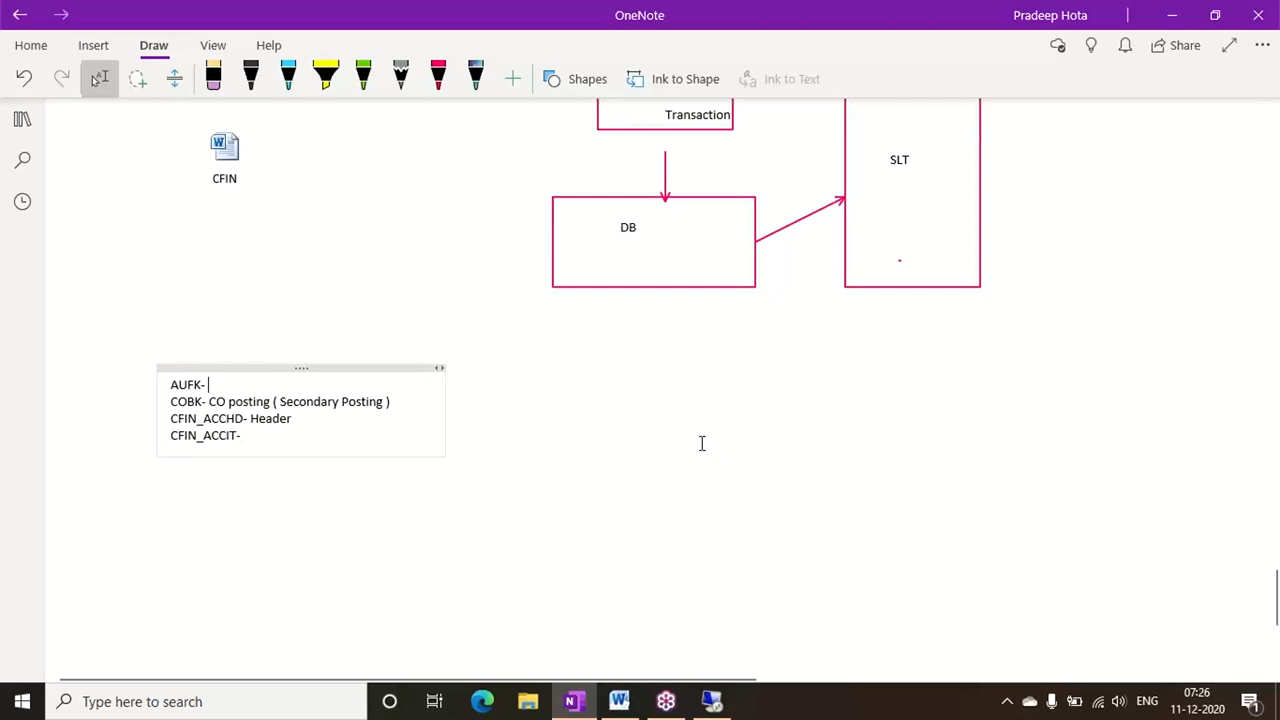 OneNote
Pradeep Hota
Home Insert Draw View Help
Share
Shapes Ink to Shape Ink to Text
Transaction
CFIN
SLT
DB
-
AUFK-
COBK- CO posting ( Secondary Posting )
CFIN_ACCHD- Header
CFIN_ACCIT-
Type here to search
ENG
07:26
11-12-2020
1